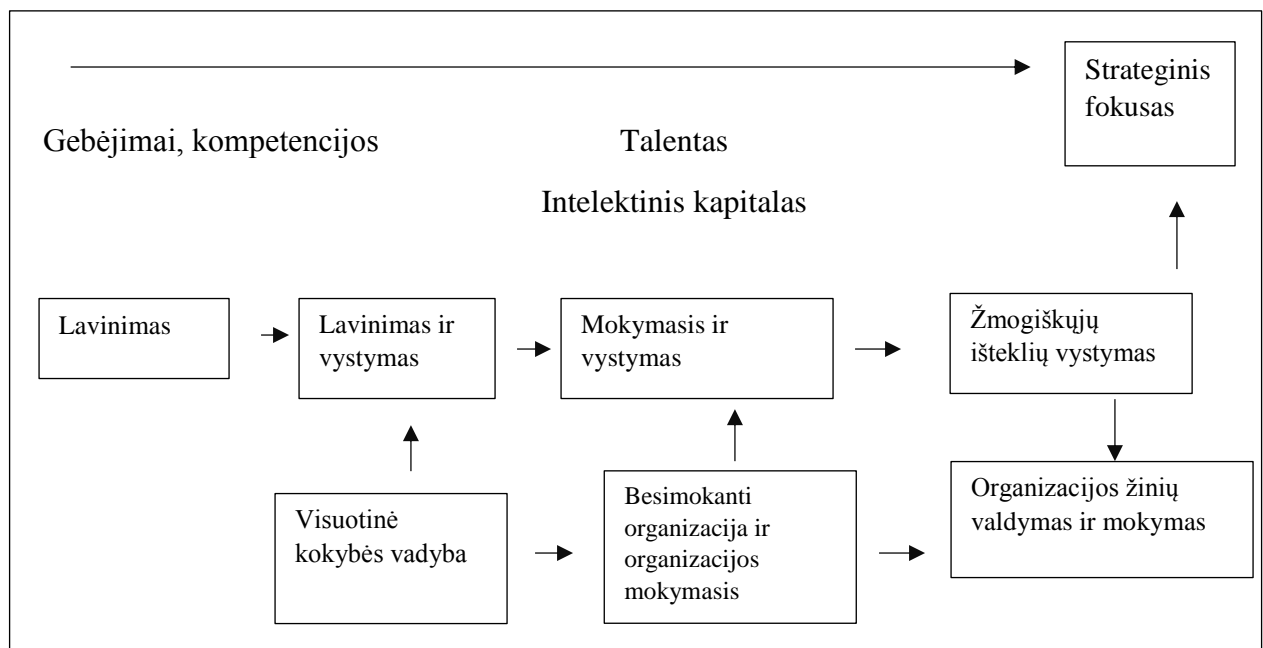 Strateginis
fokusas
Gebėjimai, kompetencijos
Talentas
Intelektinis kapitalas
Lavinimas
Lavinimas ir
vystymas
Mokymasis ir
vystymas
Žmogiškųjų
išteklių vystymas
Visuotinė
kokybės vadyba
Besimokanti
organizacija ir
organizacijos
mokymasis
Organizacijos žinių
valdymas ir mokymas